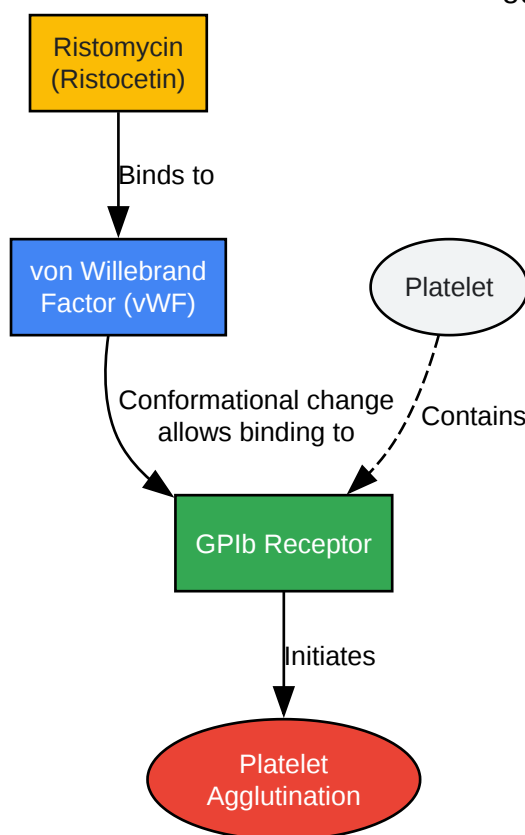 Ristomycin
(Ristocetin)
Binds to
von Willebrand
Factor (vWF)
Platelet
Conformational change
allows binding to
Contains
GPIb Receptor
Initiates
Platelet
Agglutination